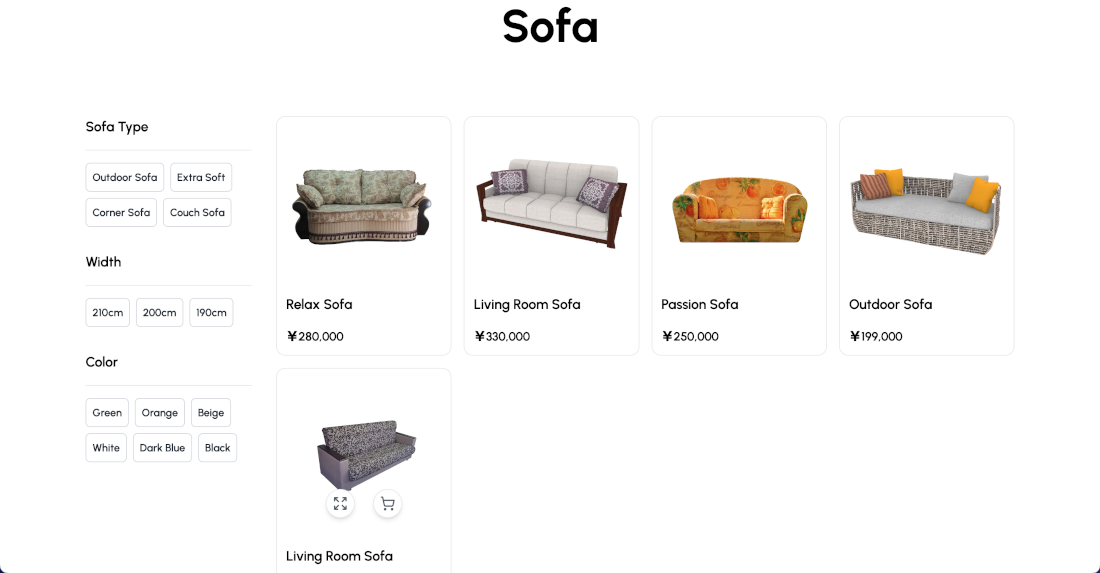 Sofa
Sofa Type
Outdoor Sofa
Extra Soft
Corner Sofa
Couch Sofa
Width
210cm
200cm
190cm
Color
Green
Orange
Beige
White
Dark Blue
Black
Relax Sofa
¥280,000
Living Room Sofa
¥330,000
Passion Sofa
¥250,000
Outdoor Sofa
¥199,000
Living Room Sofa